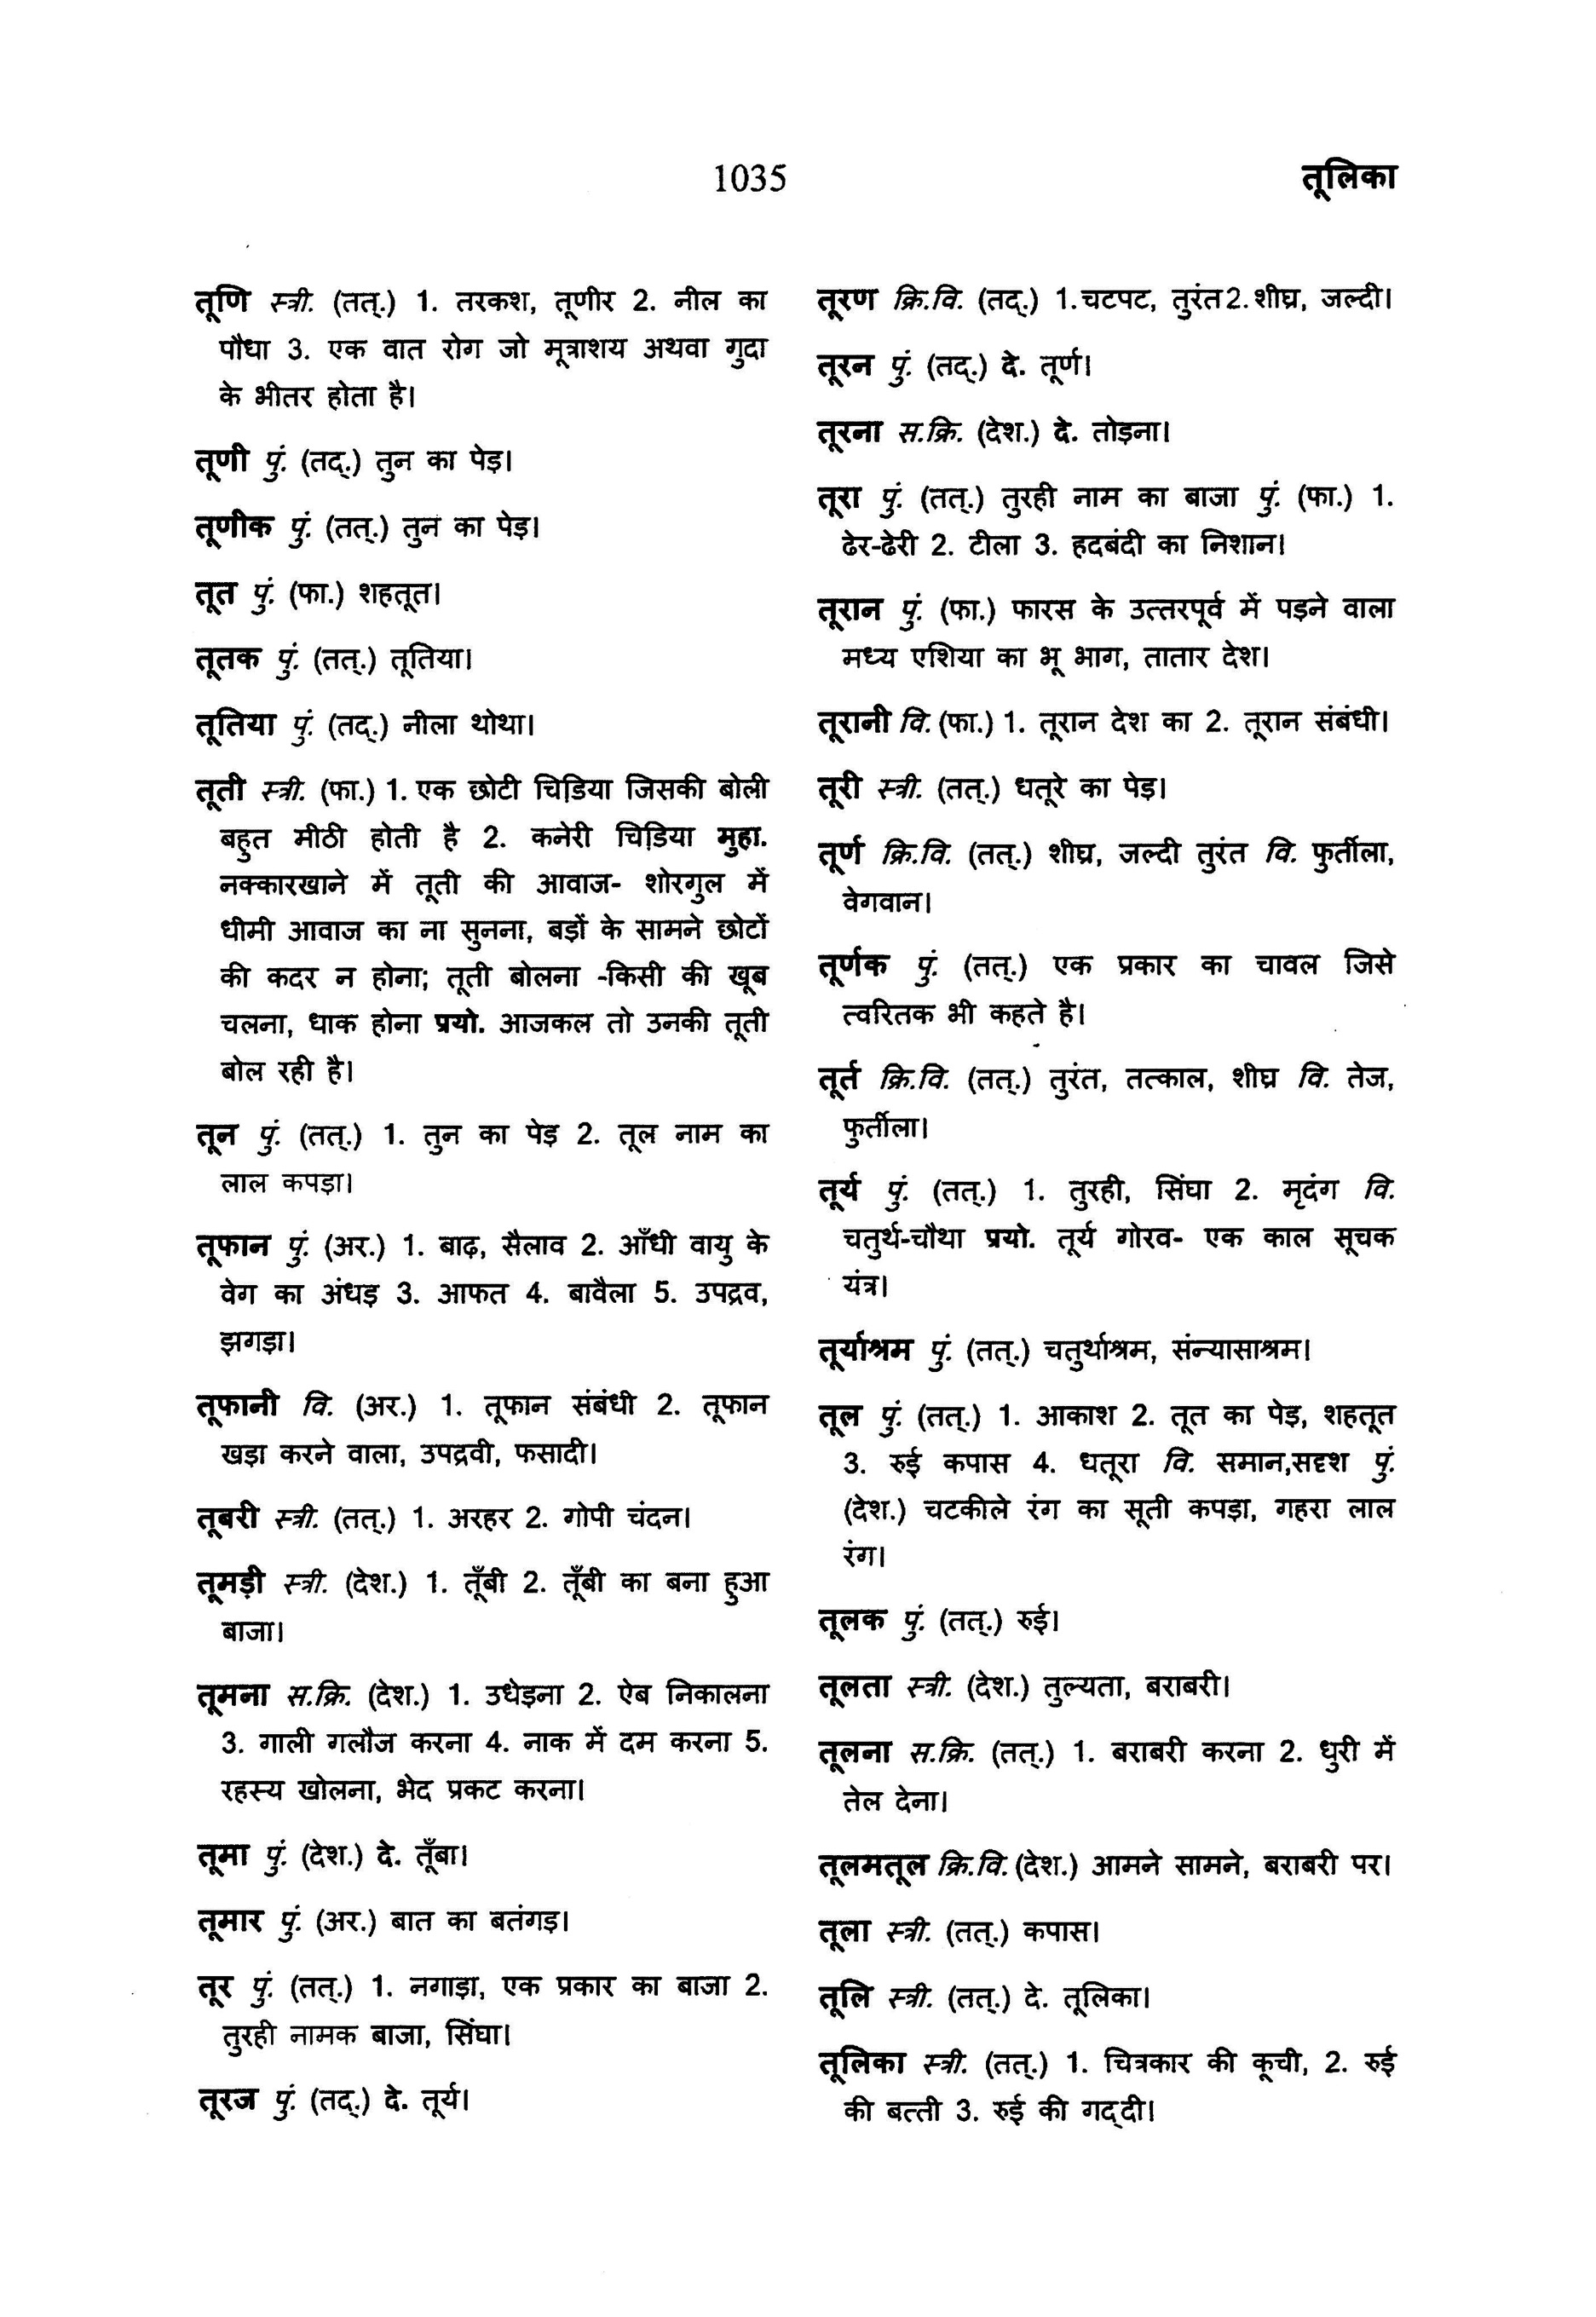 1035
तूलिका
तूणि स्त्री. (तत्.) 1. तरकश, तूणीर 2. नील का
पौधा 3. एक वात रोग जो मूत्राशय अथवा गुदा
के भीतर होता है।
तूणी पुं. (तद्.) तुन का पेड़।
तूणीक पुं. (तत्.) तुन का पेड़।
तूत पुं. (फा.) शहतूत।
तूतक पुं. (तत्.) तूतिया।
तूतिया पुं. (तद्.) नीला थोथा।
तूती स्त्री. (फा.) 1. एक छोटी चिडि़या जिसकी बोली
बहुत मीठी होती है 2. कनेरी चिडि़या मुहा.
नक्कारखाने में तूती की आवाज- शोरगुल में
धीमी आवाज का ना सुनना, बड़ों के सामने छोटों
की कदर न होना; तूती बोलना -किसी की खूब
चलना, धाक होना प्रयो. आजकल तो उनकी तूती
बोल रही है।
तून पुं. (तत्.) 1. तुन का पेड़ 2. तूल नाम का
लाल कपड़ा।
तूफान पुं. (अर.) 1. बाढ़, सैलाव 2. आँधी वायु के
वेग का अंधड़ 3. आफत 4. बावैला 5. उपद्रव,
झगड़ा।
तूफानी वि. (अर.) 1. तूफान संबंधी 2. तूफान
खड़ा करने वाला, उपद्रवी, फसादी।
तूबरी स्त्री. (तत्.) 1. अरहर 2. गोपी चंदन।
तूमड़ी स्त्री. (देश.) 1. तूँबी 2. तूँबी का बना हुआ
बाजा।
तूमना स.क्रि. (देश.) 1. उधेड़ना 2. ऐब निकालना
3. गाली गलौज करना 4. नाक में दम करना 5.
रहस्य खोलना, भेद प्रकट करना।
तूमा पुं. (देश.) दे. तूँबा।
तूमार पुं. (अर.) बात का बतंगड़।
तूर पुं. (तत्.) 1. नगाड़ा, एक प्रकार का बाजा 2.
तुरही नामक बाजा, सिंघा।
तूरज पुं. (तद्.) दे. तूर्य।
तूरण क्रि.वि. (तद्.) 1.चटपट, तुरंत2.शीघ्र, जल्दी।
तूरन पुं. (तद्.) दे. तूर्ण।
तूरना स.क्रि. (देश.) दे. तोड़ना।
तूरा पुं. (तत्.) तुरही नाम का बाजा पुं. (फा.) 1.
ढेर-ढेरी 2. टीला 3. हदबंदी का निशान।
तूरान पुं. (फा.) फारस के उत्तरपूर्व में पड़ने वाला
मध्य एशिया का भू भाग, तातार देश।
तूरानी वि. (फा.) 1. तूरान देश का 2. तूरान संबंधी।
तूरी स्त्री. (तत्.) धतूरे का पेड़।
तूर्ण क्रि.वि. (तत्.) शीघ्र, जल्दी तुरंत वि. फुर्तीला,
वेगवान।
तूर्णक पुं. (तत्.) एक प्रकार का चावल जिसे
त्वरितक भी कहते है।
तूर्त क्रि.वि. (तत्.) तुरंत, तत्काल, शीघ्र वि. तेज,
फुर्तीला।
तूर्य पुं. (तत्.) 1. तुरही, सिंघा 2. मृदंग वि.
चतुर्थ-चौथा प्रयो. तूर्य गोरव- एक काल सूचक
यंत्र।
तूर्याश्रम पुं. (तत्.) चतुर्थाश्रम, संन्यासाश्रम।
तूल पुं. (तत्.) 1. आकाश 2. तूत का पेड़, शहतूत
3. रुई कपास 4. धतूरा वि. समान,सदृश पुं.
(देश.) चटकीले रंग का सूती कपड़ा, गहरा लाल
रंग।
तूलक पुं. (तत्.) रुई।
तूलता स्त्री. (देश.) तुल्यता, बराबरी।
तूलना स.क्रि. (तत्.) 1. बराबरी करना 2. धुरी में
तेल देना।
तूलमतूल क्रि.वि. (देश.) आमने सामने, बराबरी पर।
तूला स्त्री. (तत्.) कपास।
तूलि स्त्री. (तत्.) दे. तूलिका।
तूलिका स्त्री. (तत्.) 1. चित्रकार की कूची, 2. रुई
की बत्ती 3. रुई की गद्दी।